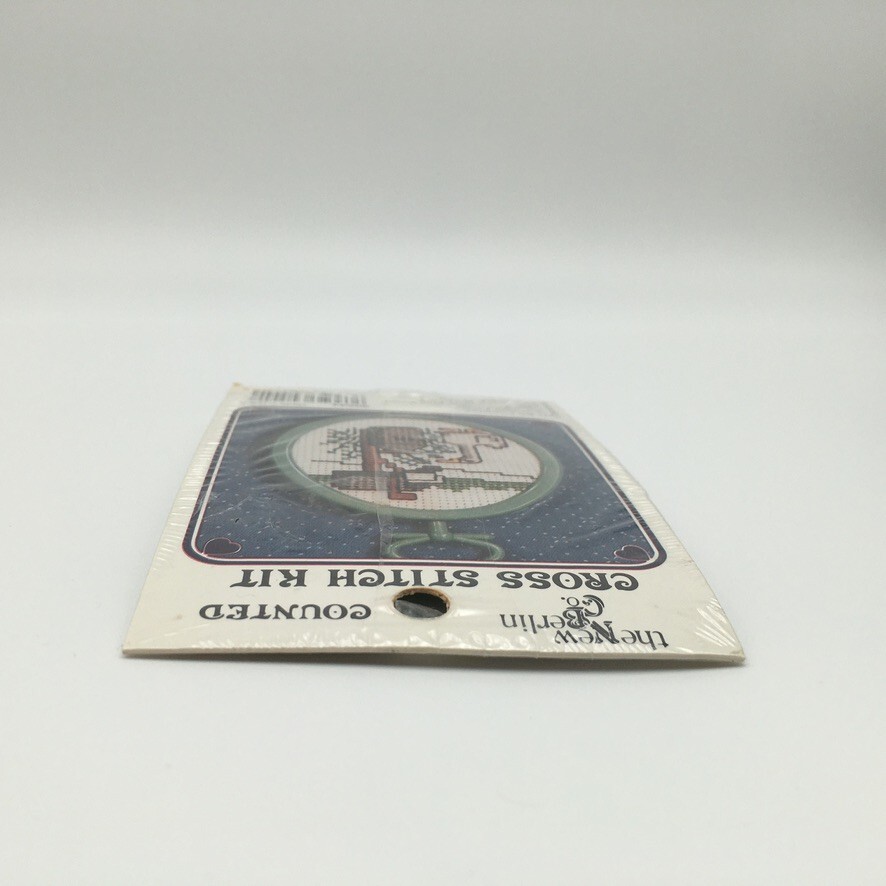 the New
Berlin
Co.
COUNTED
CROSS STITCH KIT